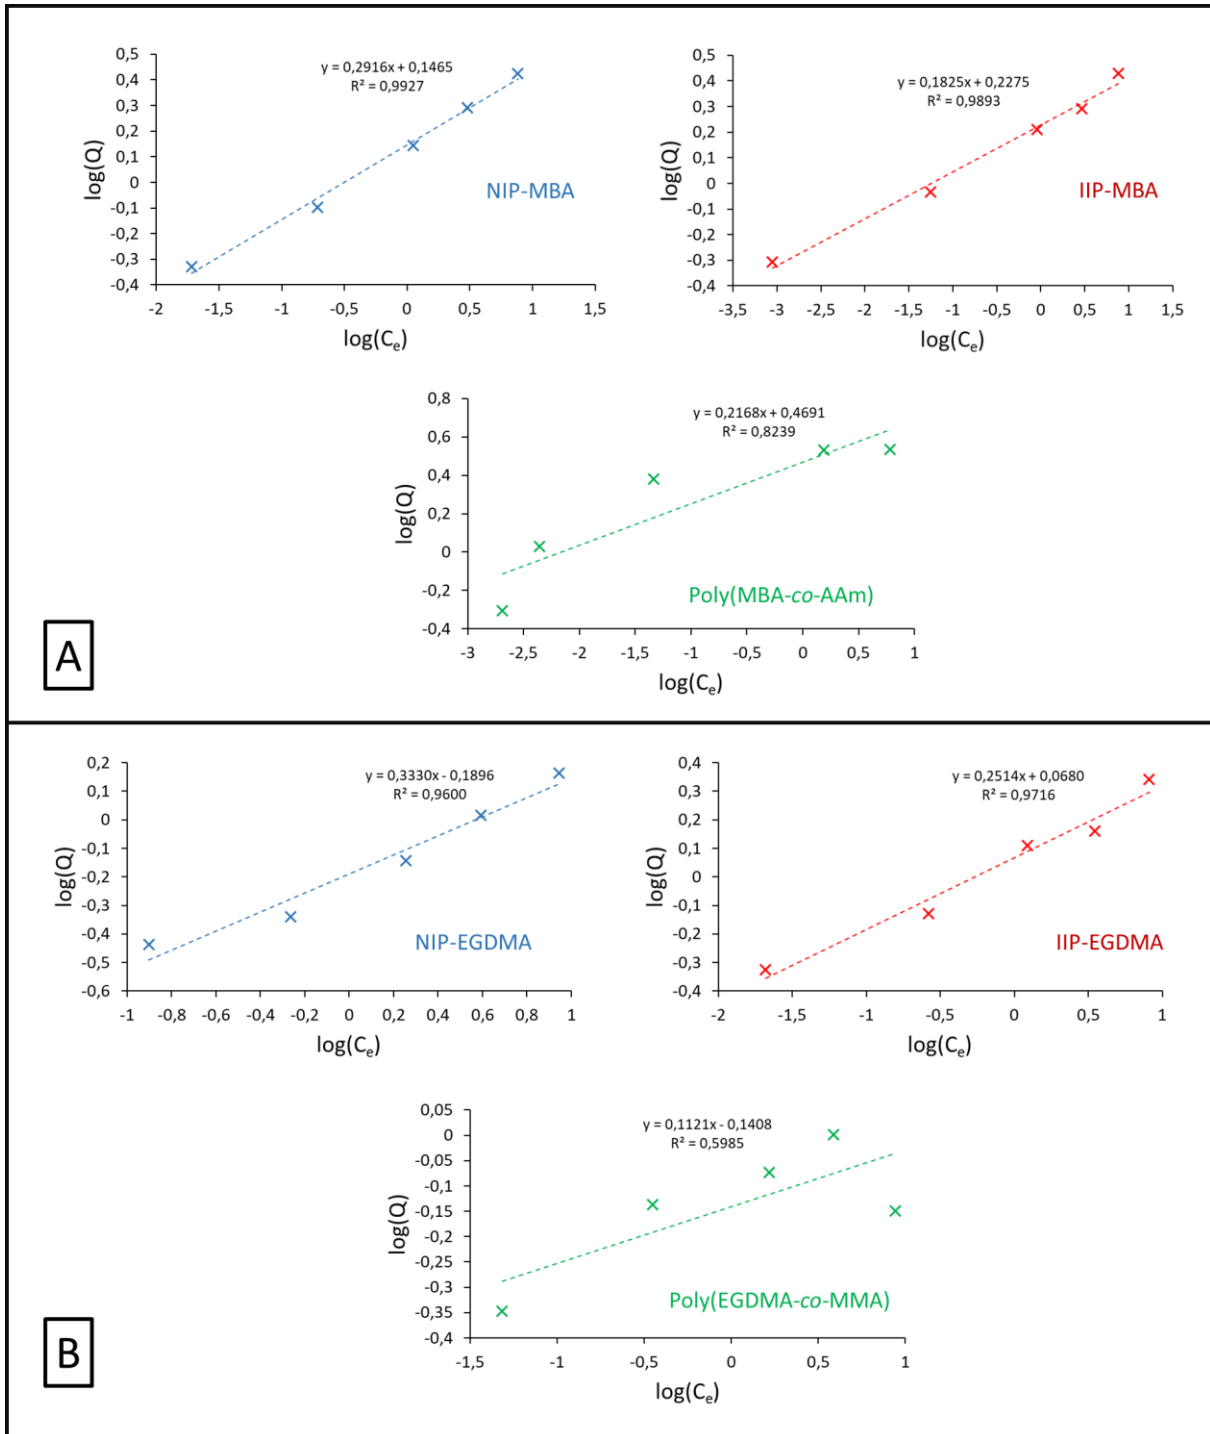 y = 0,2916x + 0,1465
R² = 0,9927
0,5
0,4
0,3
0,2
0,1
0
-0,1
-0,2
-0,3
-0,4
log(Q)
NIP-MBA
-2 -1,5 -1 -0,5 0 0,5 1 1,5
log(Ce)
y = 0,1825x + 0,2275
R² = 0,9893
0,5
0,4
0,3
0,2
0,1
0
-0,1
-0,2
-0,3
-0,4
log(Q)
IIP-MBA
-3,5 -3 -2,5 -2 -1,5 -1 -0,5 0 0,5 1 1,5
log(Ce)
y = 0,2168x + 0,4691
R² = 0,8239
0,8
0,6
0,4
0,2
0
-0,2
-0,4
log(Q)
Poly(MBA-co-AAm)
-3 -2,5 -2 -1,5 -1 -0,5 0 0,5 1
log(Ce)
A
y = 0,3330x - 0,1896
R² = 0,9600
0,2
0,1
0
-0,1
-0,2
-0,3
-0,4
-0,5
-0,6
log(Q)
NIP-EGDMA
-1 -0,8 -0,6 -0,4 -0,2 0 0,2 0,4 0,6 0,8 1
log(Ce)
y = 0,2514x + 0,0680
R² = 0,9716
0,4
0,3
0,2
0,1
0
-0,1
-0,2
-0,3
-0,4
log(Q)
IIP-EGDMA
-2 -1,5 -1 -0,5 0 0,5 1
log(Ce)
y = 0,1121x - 0,1408
R² = 0,5985
0,05
0
-0,05
-0,1
-0,15
-0,2
-0,25
-0,3
-0,35
-0,4
log(Q)
Poly(EGDMA-co-MMA)
-1,5 -1 -0,5 0 0,5 1
log(Ce)
B